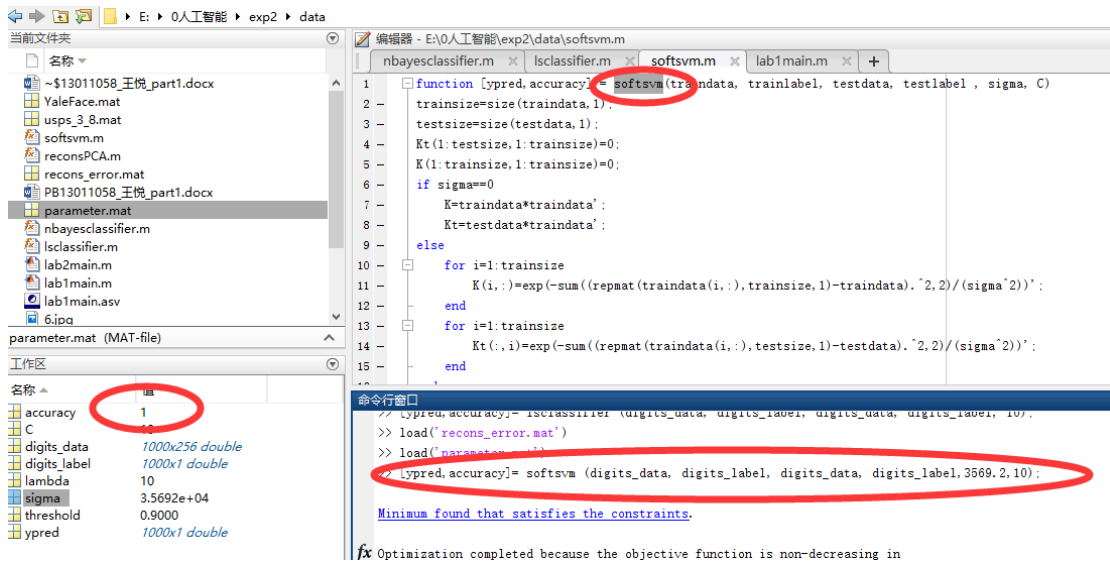 E: ▸ 0人工智能 ▸ exp2 ▸ data
当前文件夹
名称
~$13011058_王悦_part1.docx
YaleFace.mat
usps_3_8.mat
softsvm.m
reconsPCA.m
recons_error.mat
PB13011058_王悦_part1.docx
parameter.mat
nbayesclassifier.m
lsclassifier.m
lab2main.m
lab1main.m
lab1main.asv
6.jpg
parameter.mat (MAT-file)
工作区
名称 值
accuracy 1
C 10
digits_data 1000x256 double
digits_label 1000x1 double
lambda 10
sigma 3.5692e+04
threshold 0.9000
ypred 1000x1 double
编辑器 - E:\0人工智能\exp2\data\softsvm.m
nbayesclassifier.m lsclassifier.m softsvm.m lab1main.m
1 function [ypred,accuracy] = softsvm(traindata, trainlabel, testdata, testlabel , sigma, C)
2 trainsize=size(traindata,1);
3 testsize=size(testdata,1);
4 Kt(1:testsize,1:trainsize)=0;
5 K(1:trainsize,1:trainsize)=0;
6 if sigma==0
7 K=traindata*traindata';
8 Kt=testdata*traindata';
9 else
10 for i=1:trainsize
11 K(i,:)=exp(-sum((repmat(traindata(i,:),trainsize,1)-traindata).^2,2)/(sigma^2))';
12 end
13 for i=1:trainsize
14 Kt(:,i)=exp(-sum((repmat(traindata(i,:),testsize,1)-testdata).^2,2)/(sigma^2))';
15 end
命令行窗口
>> [ypred,accuracy]= lsclassifier (digits_data, digits_label, digits_data, digits_label, 10);
>> load('recons_error.mat')
>> load('parameter.mat')
>> [ypred,accuracy]= softsvm (digits_data, digits_label, digits_data, digits_label,3569.2,10);
Minimum found that satisfies the constraints.
fx Optimization completed because the objective function is non-decreasing in